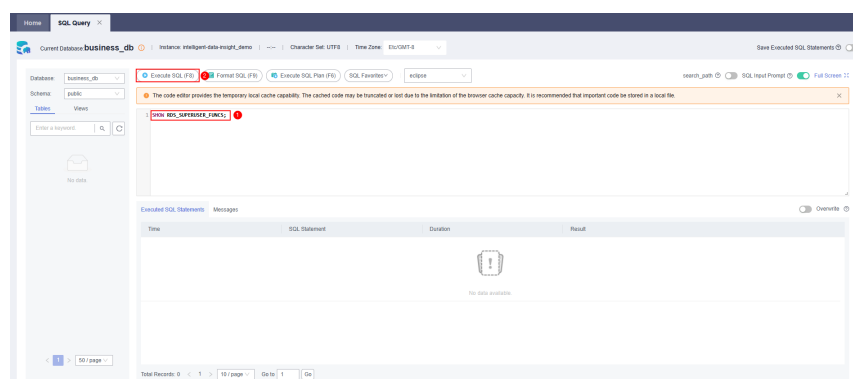 Home SQL Query ×
Current Database: business_db Instance: intelligent-data-insight_demo | --:-- | Character Set: UTF8 | Time Zone: Etc/GMT-8 Save Executed SQL Statements
Database: business_db Execute SQL (F8) 2 Format SQL (F9) Execute SQL Plan (F6) SQL Favorites eclipse search_path SQL Input Prompt Full Screen
Schema: public The code editor provides the temporary local cache capability. The cached code may be truncated or lost due to the limitation of the browser cache capacity. It is recommended that important code be stored in a local file. ×
Tables Views
1 SHOW RDS_SUPERUSER_FUNCS; 1
Enter a keyword
No data
Executed SQL Statements Messages Overwrite
Time SQL Statement Duration Result
No data available
< 1 > 50 / page
Total Records: 0 < 1 > 10 / page Go to 1 Go